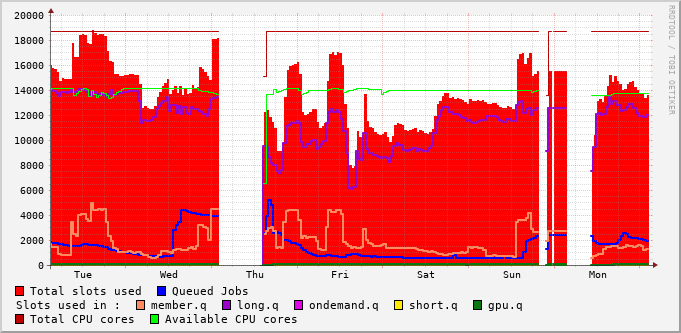 20000
18000
16000
14000
12000
10000
8000
6000
4000
2000
0
Tue Wed Thu Fri Sat Sun Mon
RRDTOOL / TOBI OETIKER
Total slots used Queued Jobs
Slots used in : member.q long.q ondemand.q short.q gpu.q
Total CPU cores Available CPU cores